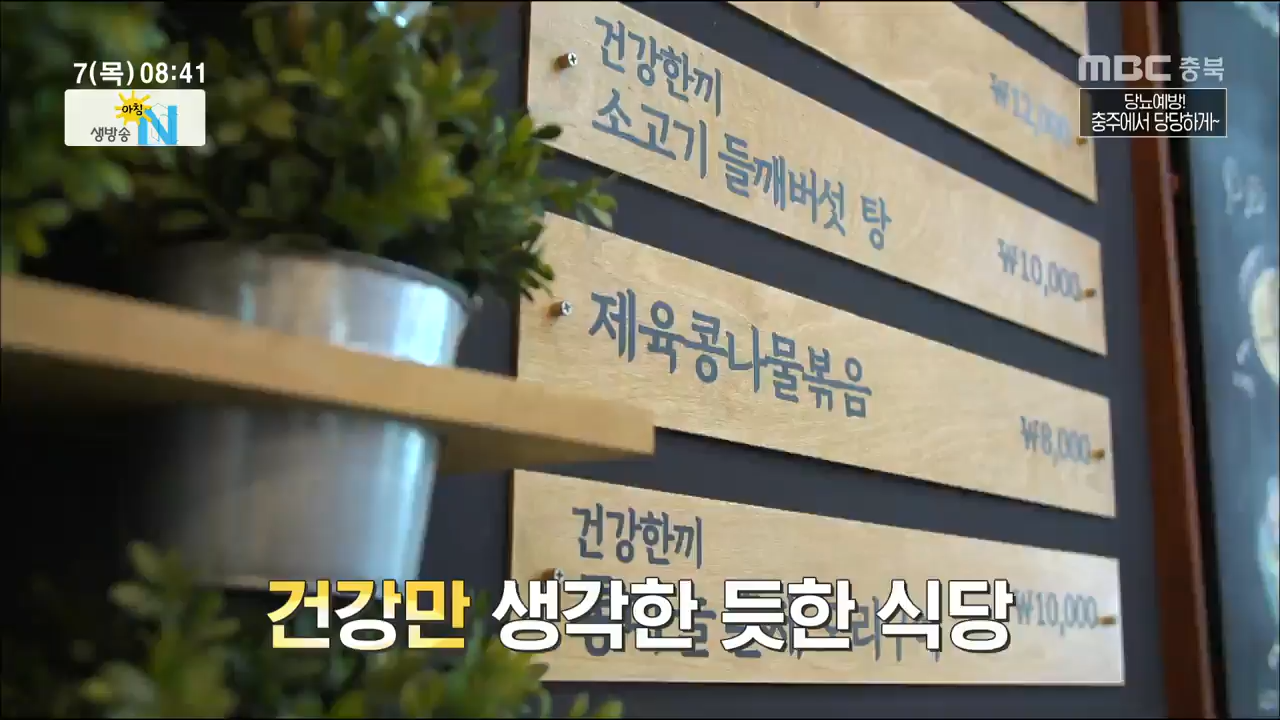 7(목) 08:41
아침
생방송 N
MBC 충북
당뇨예방!
충주에서 당당하게~
₩12,000
건강한끼
소고기 들깨버섯 탕
₩10,000
제육콩나물볶음
₩8,000
건강한끼
₩10,000
건강만 생각한 듯한 식당